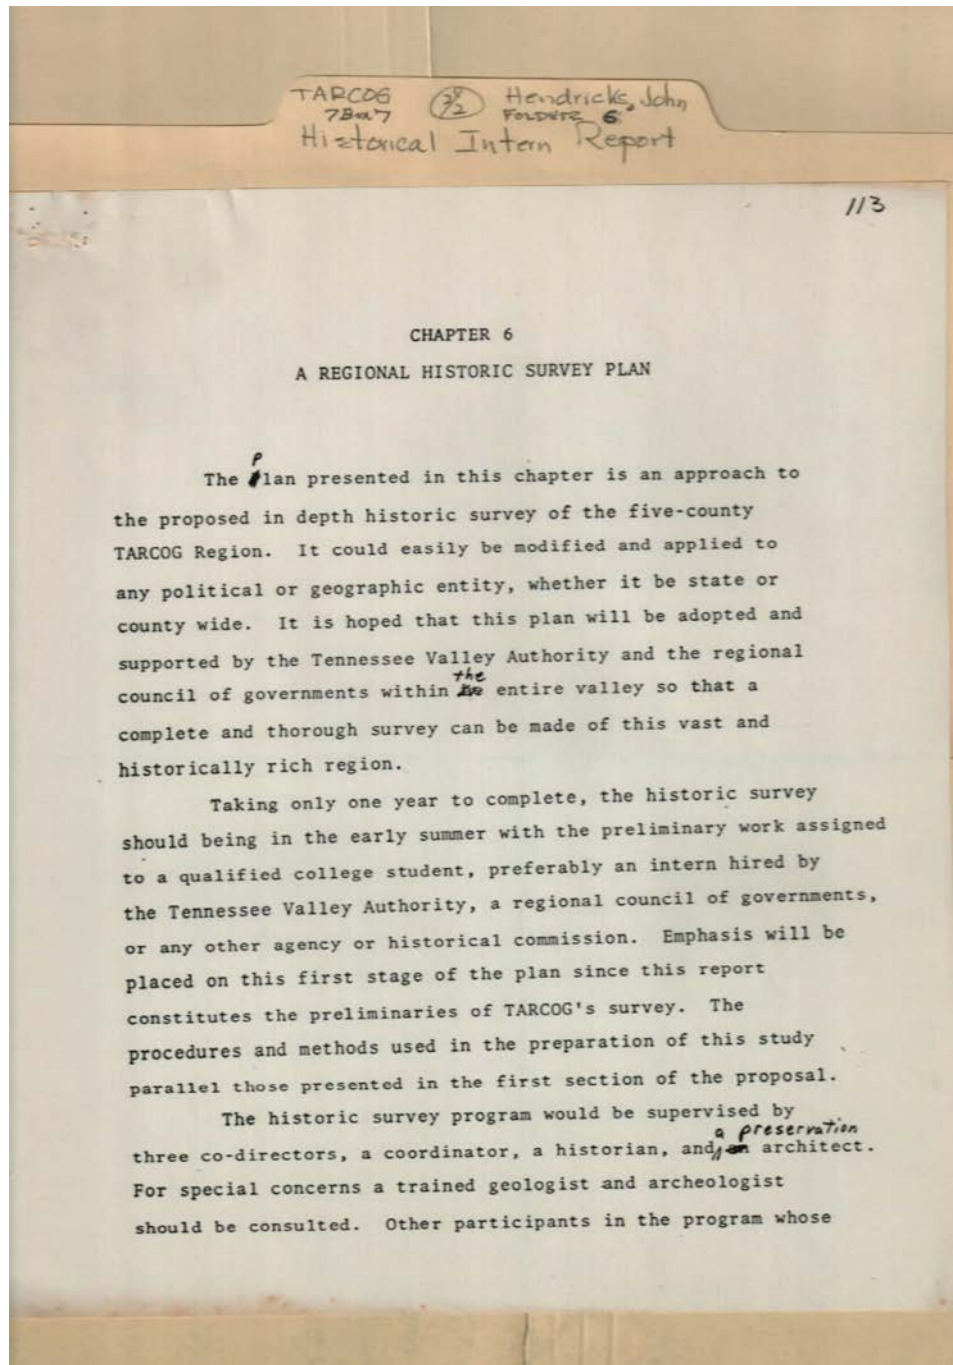 TARCOG Hendricks, John
7Box7 FOLDER 6
Historical Intern Report
113
CHAPTER 6
A REGIONAL HISTORIC SURVEY PLAN
The plan presented in this chapter is an approach to
the proposed in depth historic survey of the five-county
TARCOG Region. It could easily be modified and applied to
any political or geographic entity, whether it be state or
county wide. It is hoped that this plan will be adopted and
supported by the Tennessee Valley Authority and the regional
council of governments within the entire valley so that a
complete and thorough survey can be made of this vast and
historically rich region.
Taking only one year to complete, the historic survey
should being in the early summer with the preliminary work assigned
to a qualified college student, preferably an intern hired by
the Tennessee Valley Authority, a regional council of governments,
or any other agency or historical commission. Emphasis will be
placed on this first stage of the plan since this report
constitutes the preliminaries of TARCOG's survey. The
procedures and methods used in the preparation of this study
parallel those presented in the first section of the proposal.
The historic survey program would be supervised by
three co-directors, a coordinator, a historian, and a preservation architect.
For special concerns a trained geologist and archeologist
should be consulted. Other participants in the program whose